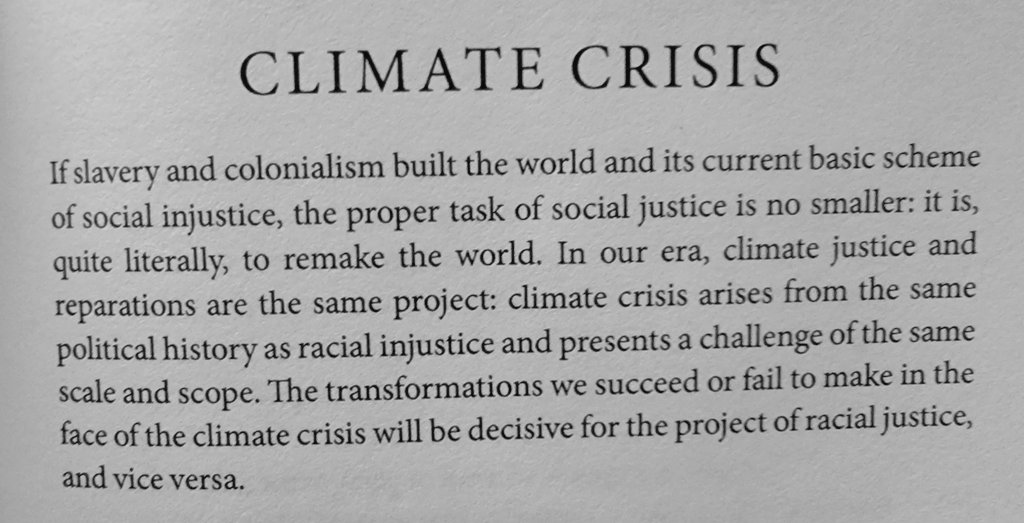 CLIMATE CRISIS
If slavery and colonialism built the world and its current basic scheme
of social injustice, the proper task of social justice is no smaller: it is,
quite literally, to remake the world. In our era, climate justice and
reparations are the same project: climate crisis arises from the same
political history as racial injustice and presents a challenge of the same
scale and scope. The transformations we succeed or fail to make in the
face of the climate crisis will be decisive for the project of racial justice,
and vice versa.